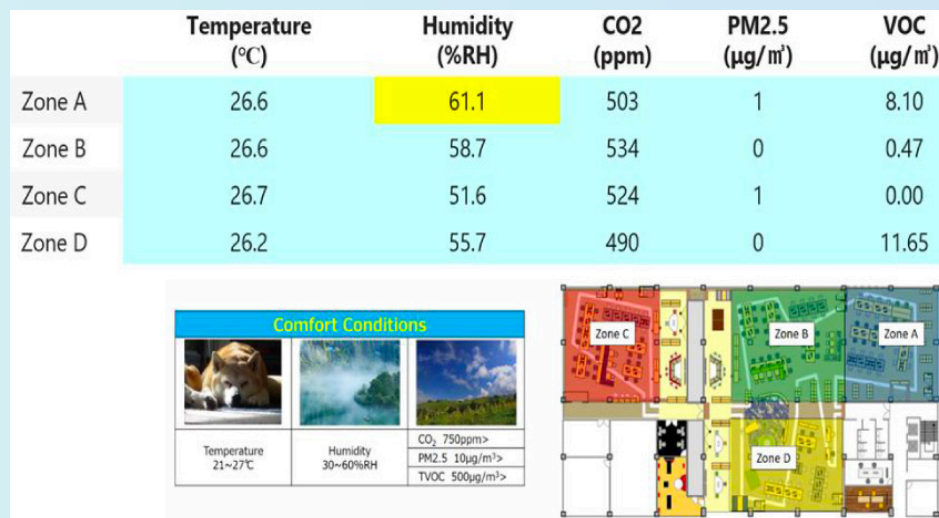 Temperature Humidity CO2 PM2.5 VOC
(℃) (%RH) (ppm) (μg/㎥) (μg/㎥)
Zone A 26.6 61.1 503 1 8.10
Zone B 26.6 58.7 534 0 0.47
Zone C 26.7 51.6 524 1 0.00
Zone D 26.2 55.7 490 0 11.65
Comfort Conditions
Temperature
21~27℃
Humidity
30~60%RH
CO₂ 750ppm>
PM2.5 10μg/m³>
TVOC 500μg/m³>
Zone C
Zone B
Zone A
Zone D